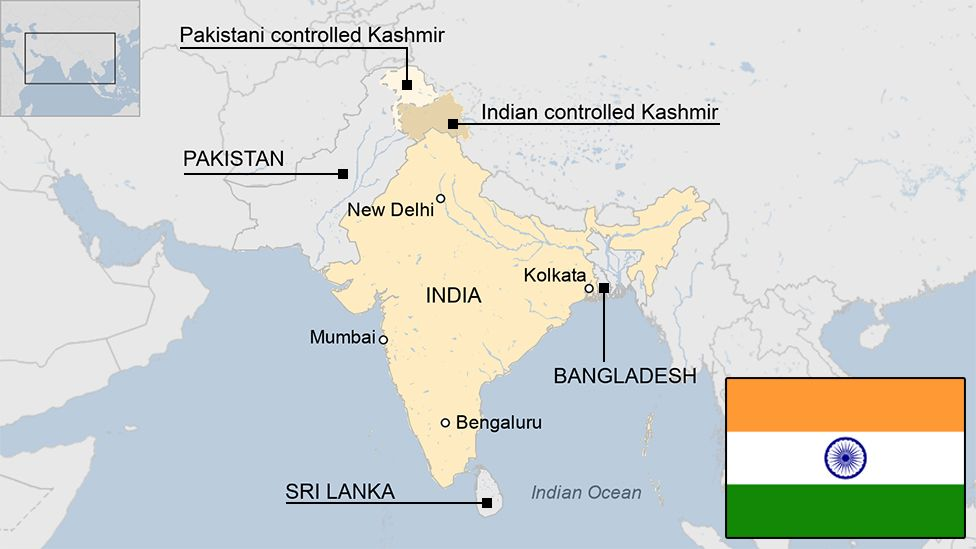 Pakistani controlled Kashmir
Indian controlled Kashmir
PAKISTAN
New Delhi
Kolkata
INDIA
Mumbai
BANGLADESH
Bengaluru
SRI LANKA
Indian Ocean